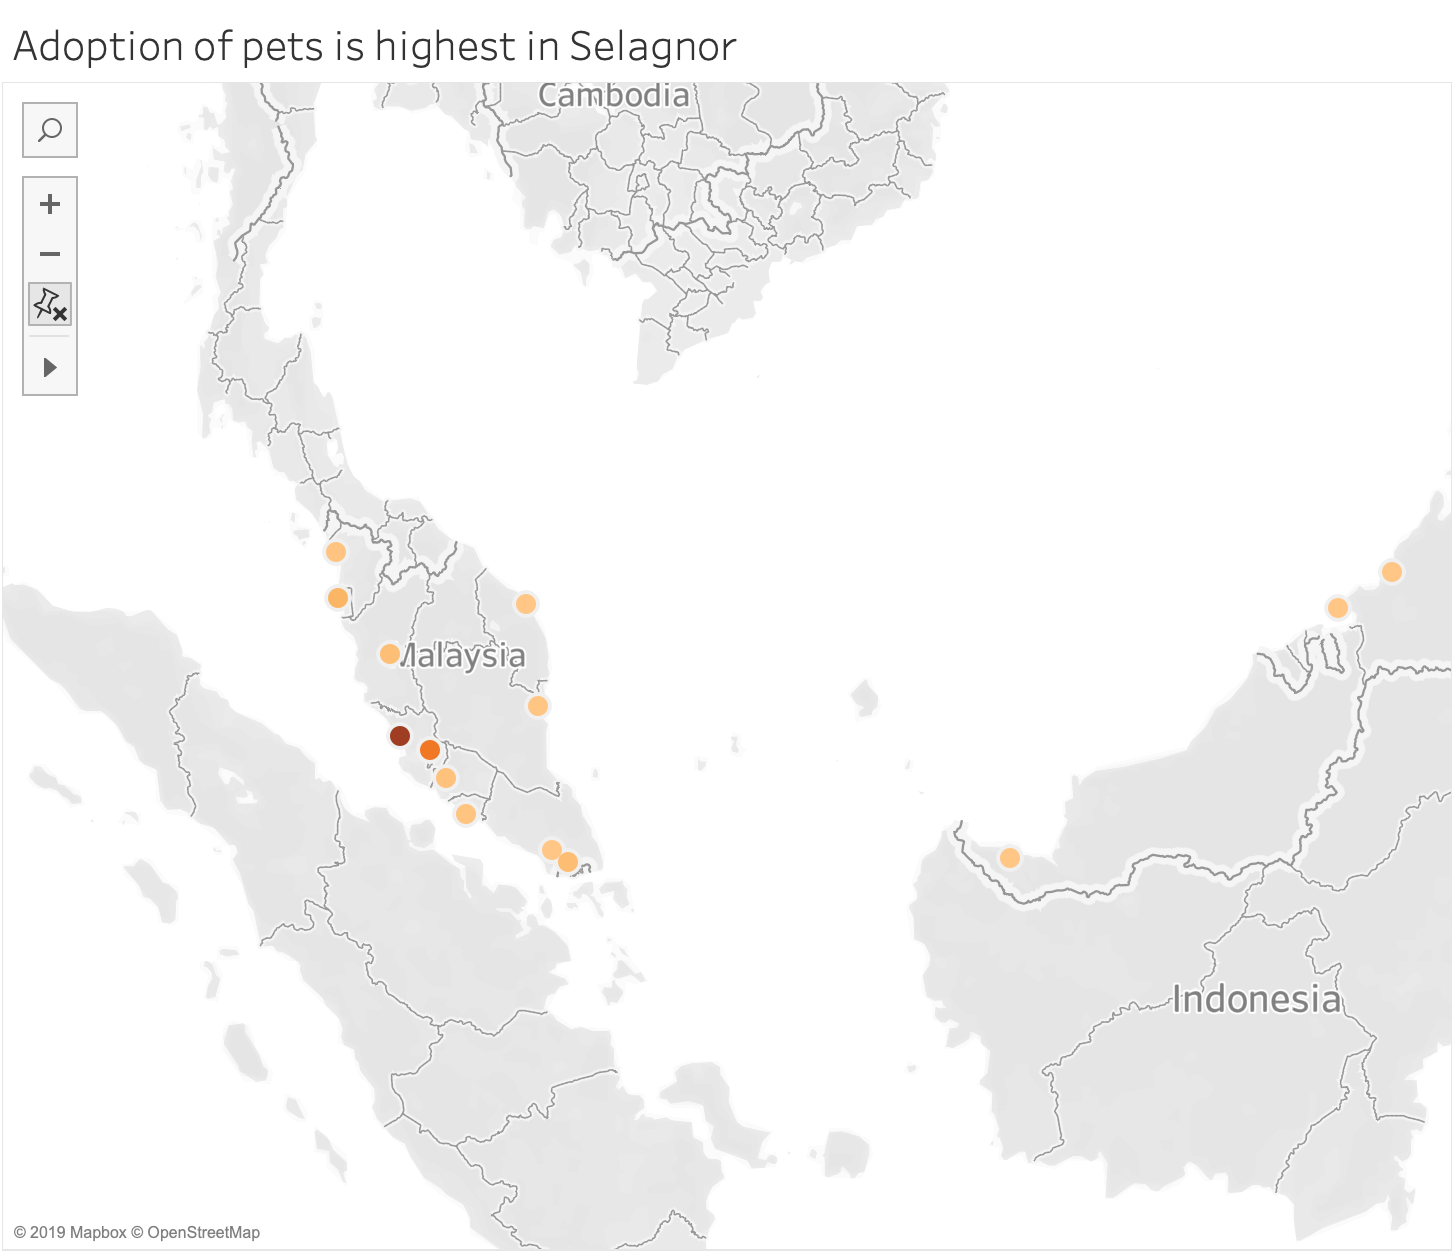 Adoption of pets is highest in Selagnor
Cambodia
Malaysia
Indonesia
© 2019 Mapbox © OpenStreetMap